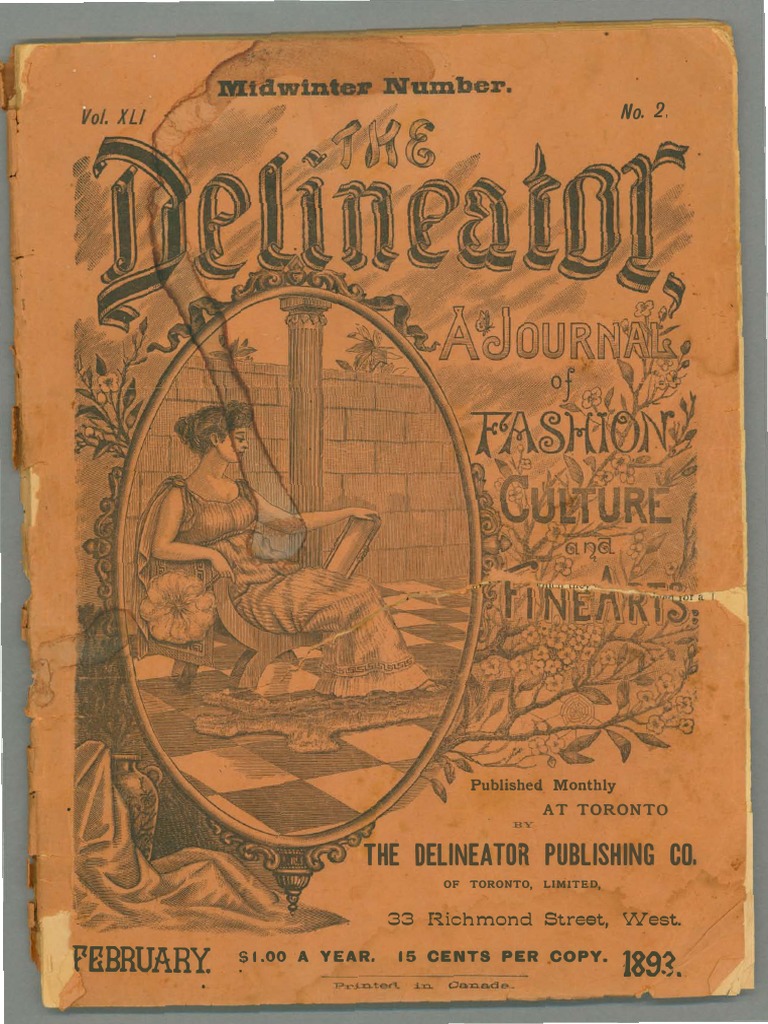 Midwinter Number.
Vol. XLI
No. 2.
THE
Delineator,
A JOURNAL
of
FASHION
CULTURE
and
FINE ARTS.
Published Monthly
AT TORONTO
BY
THE DELINEATOR PUBLISHING CO.
OF TORONTO, LIMITED,
33 Richmond Street, West.
FEBRUARY. $1.00 A YEAR. 15 CENTS PER COPY. 1893.
Printed in Canada.